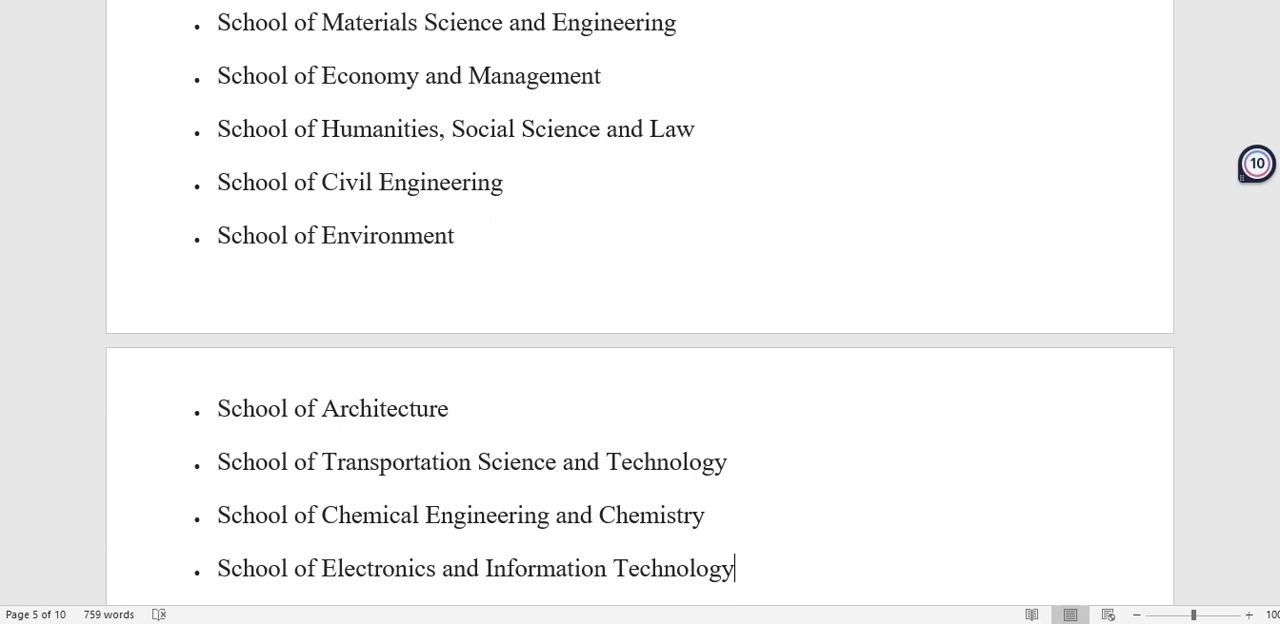 • School of Materials Science and Engineering
• School of Economy and Management
• School of Humanities, Social Science and Law
• School of Civil Engineering
• School of Environment
10
• School of Architecture
• School of Transportation Science and Technology
• School of Chemical Engineering and Chemistry
• School of Electronics and Information Technology
Page 5 of 10 759 words − + 100